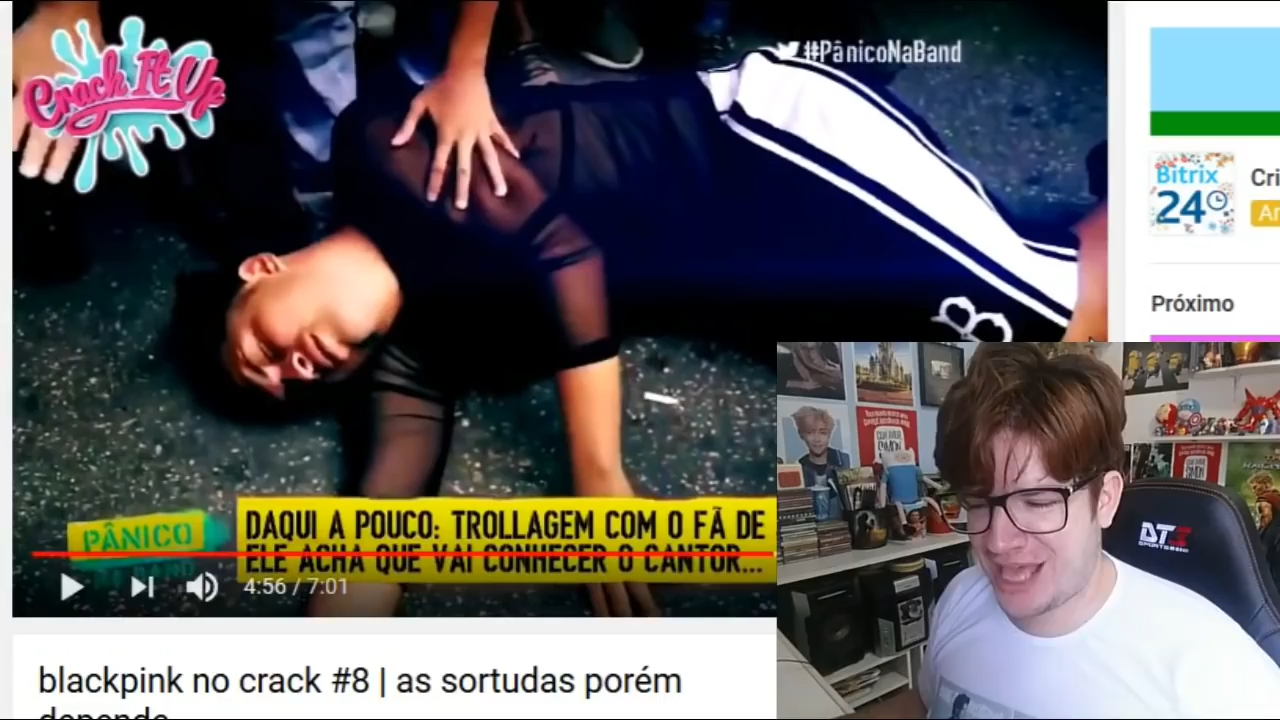 Crack It Up
#PânicoNaBand
PÂNICO
DAQUI A POUCO: TROLLAGEM COM O FÃ DE
ELE ACHA QUE VAI CONHECER O CANTOR...
4:56 / 7:01
blackpink no crack #8 | as sortudas porém
depende
Bitrix
24
Cri
Próximo